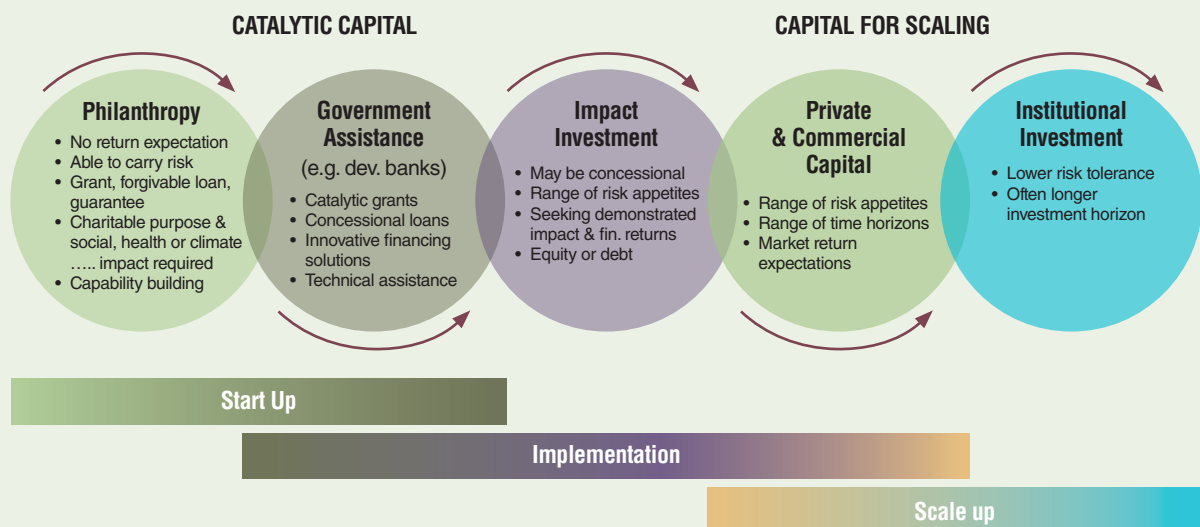 CATALYTIC CAPITAL
CAPITAL FOR SCALING
Philanthropy
• No return expectation
• Able to carry risk
• Grant, forgivable loan,
guarantee
• Charitable purpose &
social, health or climate
….. impact required
• Capability building
Government
Assistance
(e.g. dev. banks)
• Catalytic grants
• Concessional loans
• Innovative financing
solutions
• Technical assistance
Impact
Investment
• May be concessional
• Range of risk appetites
• Seeking demonstrated
impact & fin. returns
• Equity or debt
Private
& Commercial
Capital
• Range of risk appetites
• Range of time horizons
• Market return
expectations
Institutional
Investment
• Lower risk tolerance
• Often longer
investment horizon
Start Up
Implementation
Scale up